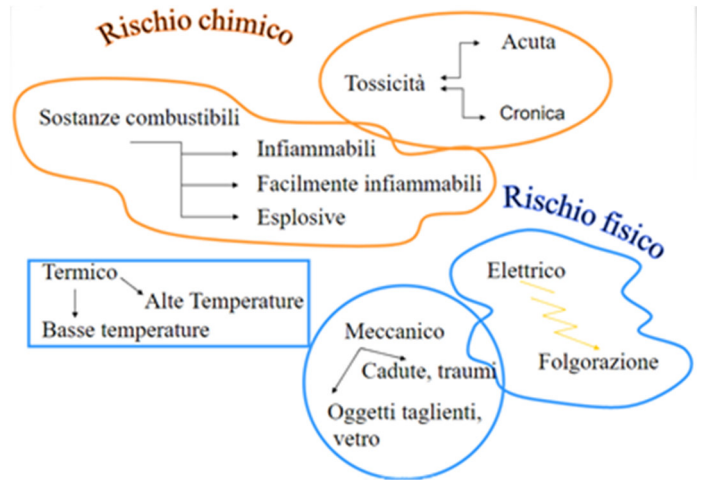 Rischio chimico
Tossicità
Acuta
Cronica
Sostanze combustibili
Infiammabili
Facilmente infiammabili
Esplosive
Rischio fisico
Termico
Alte Temperature
Basse temperature
Meccanico
Cadute, traumi
Oggetti taglienti,
vetro
Elettrico
Folgorazione